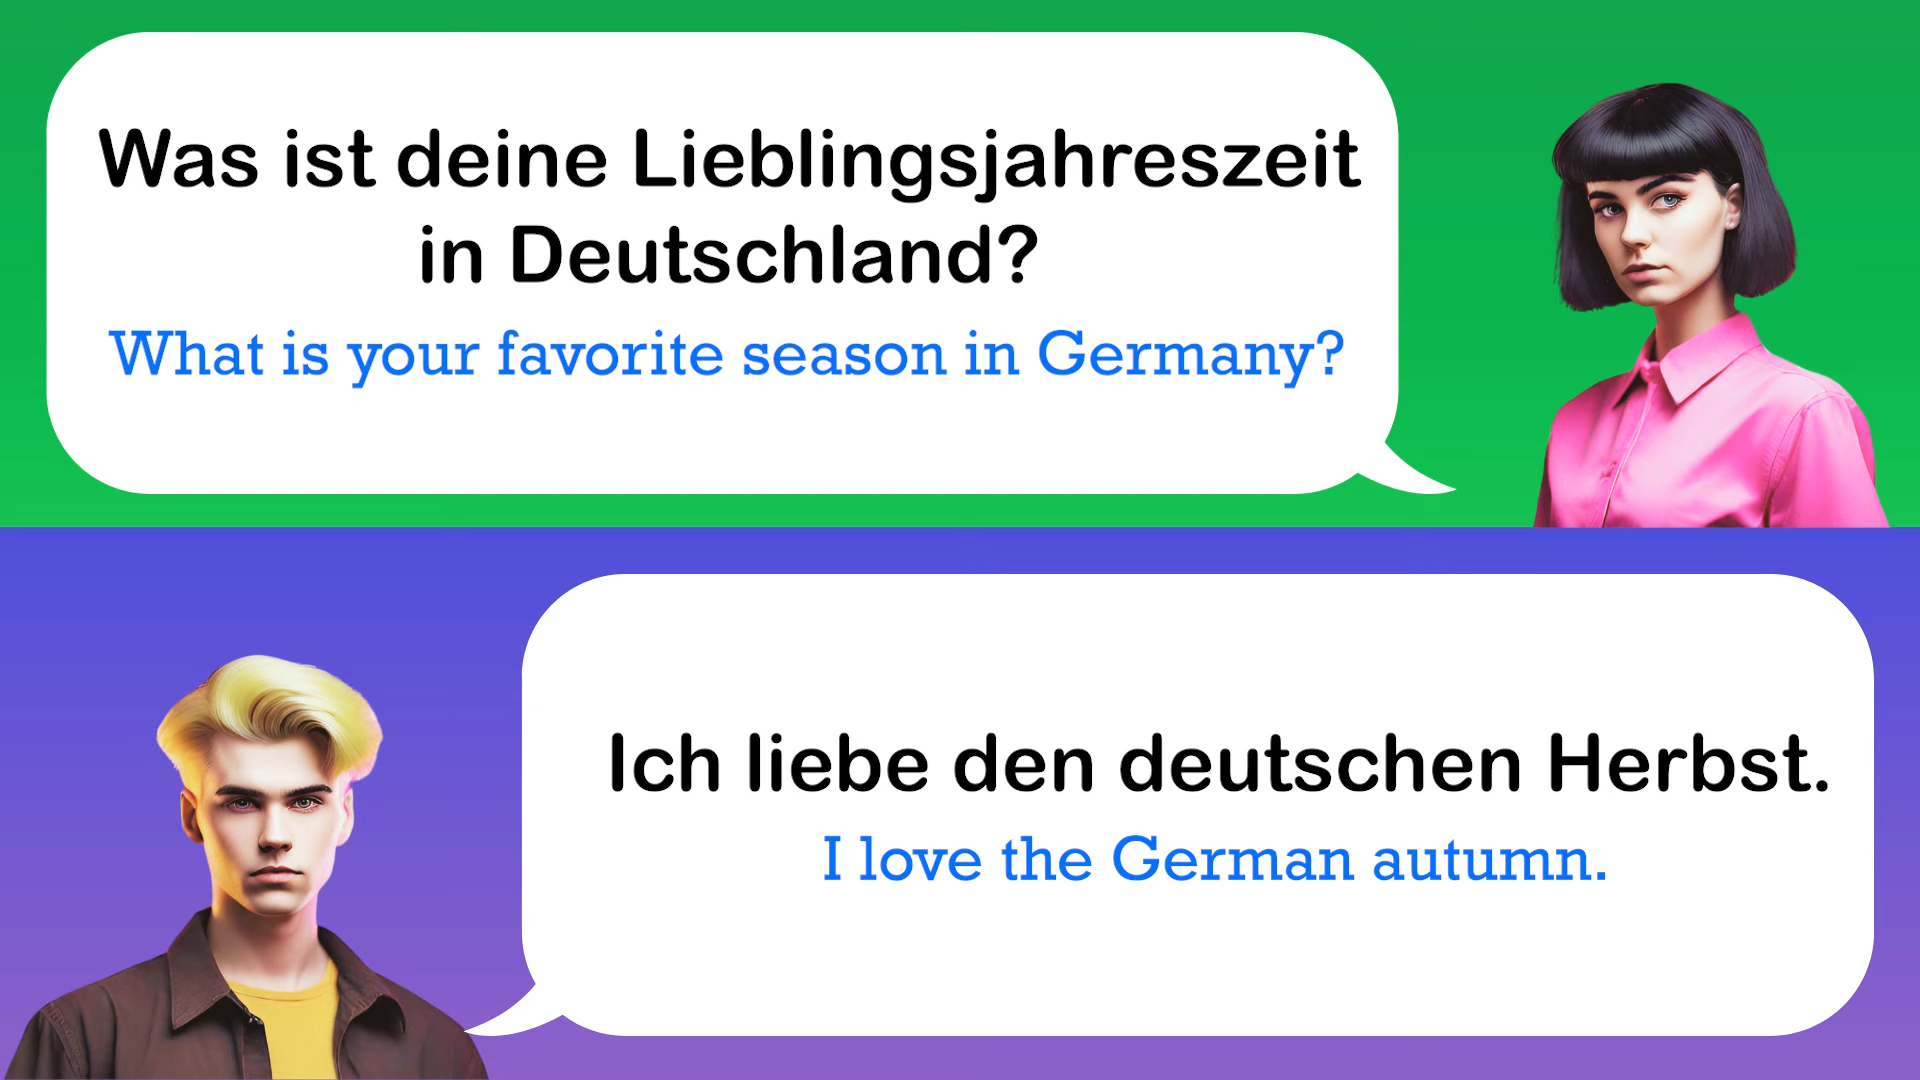 Was ist deine Lieblingsjahreszeit
in Deutschland?
What is your favorite season in Germany?
Ich liebe den deutschen Herbst.
I love the German autumn.